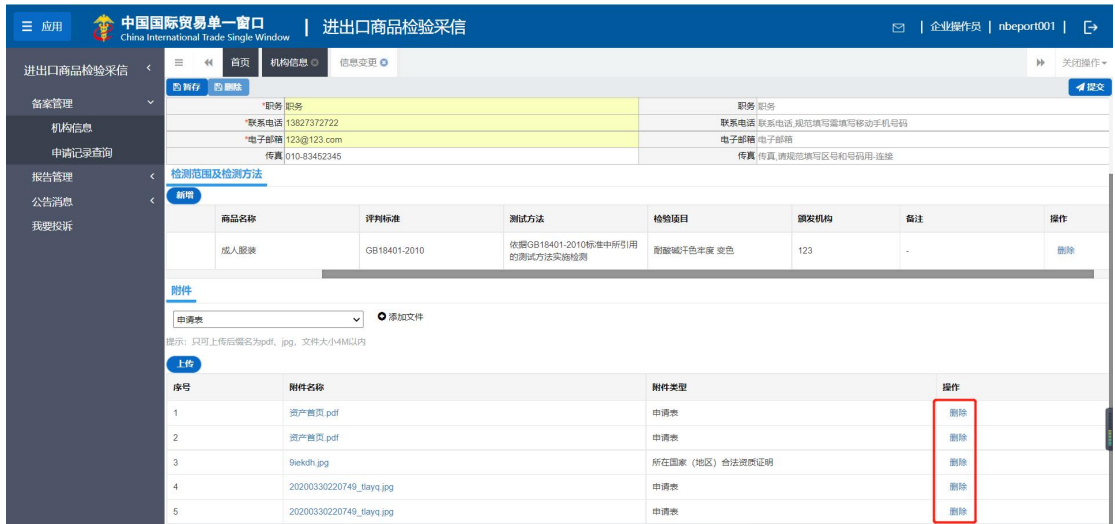 应用 中国国际贸易单一窗口 进出口商品检验采信 企业操作员 nbeport001
China International Trade Single Window
进出口商品检验采信 首页 机构信息 信息变更 关闭操作
暂存 删除 提交
备案管理
机构信息
申请记录查询
报告管理
公告消息
我要投诉
*职务 职务 职务 职务
*联系电话 13827372722 联系电话 联系电话,规范填写需填写移动手机号码
*电子邮箱 123@123.com 电子邮箱 电子邮箱
传真 010-83452345 传真 传真,请规范填写区号和号码用-连接
检测范围及检测方法
新增
商品名称 评判标准 测试方法 检验项目 颁发机构 备注 操作
成人服装 GB18401-2010 依据GB18401-2010标准中所引用的测试方法实施检测 耐酸碱汗色牢度 变色 123 - 删除
附件
申请表 添加文件
提示：只可上传后缀名为pdf、jpg，文件大小4M以内
上传
序号 附件名称 附件类型 操作
1 资产首页.pdf 申请表 删除
2 资产首页.pdf 申请表 删除
3 9iekdh.jpg 所在国家（地区）合法资质证明 删除
4 20200330220749_tlayq.jpg 申请表 删除
5 20200330220749_tlayq.jpg 申请表 删除